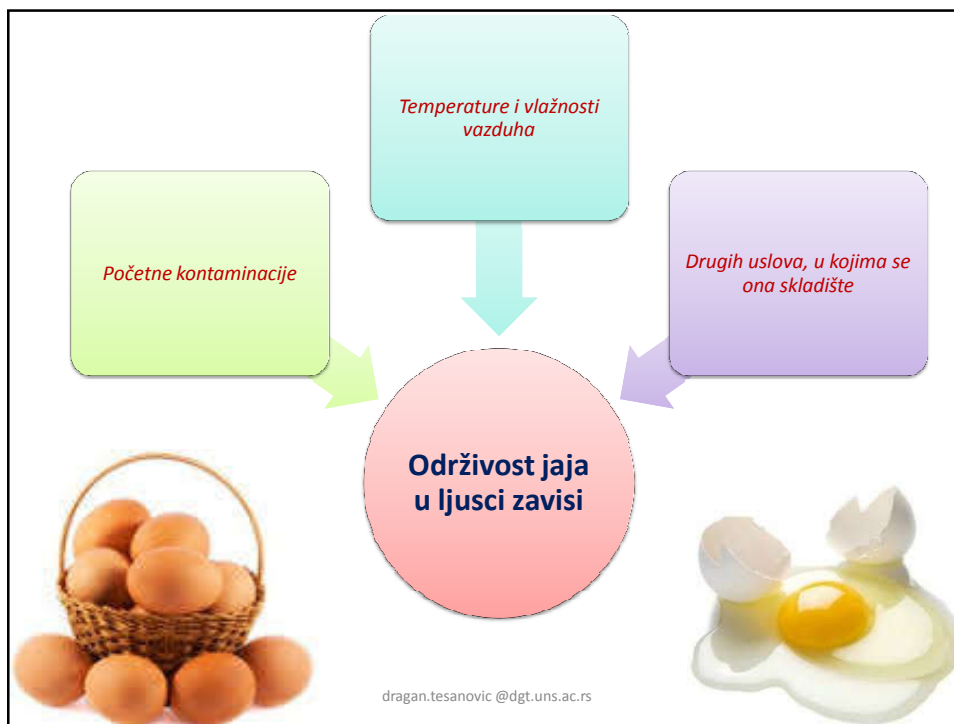 Temperature i vlažnosti
vazduha
Početne kontaminacije
Drugih uslova, u kojima se
ona skladište
Održivost jaja
u ljusci zavisi
dragan.tesanovic @dgt.uns.ac.rs